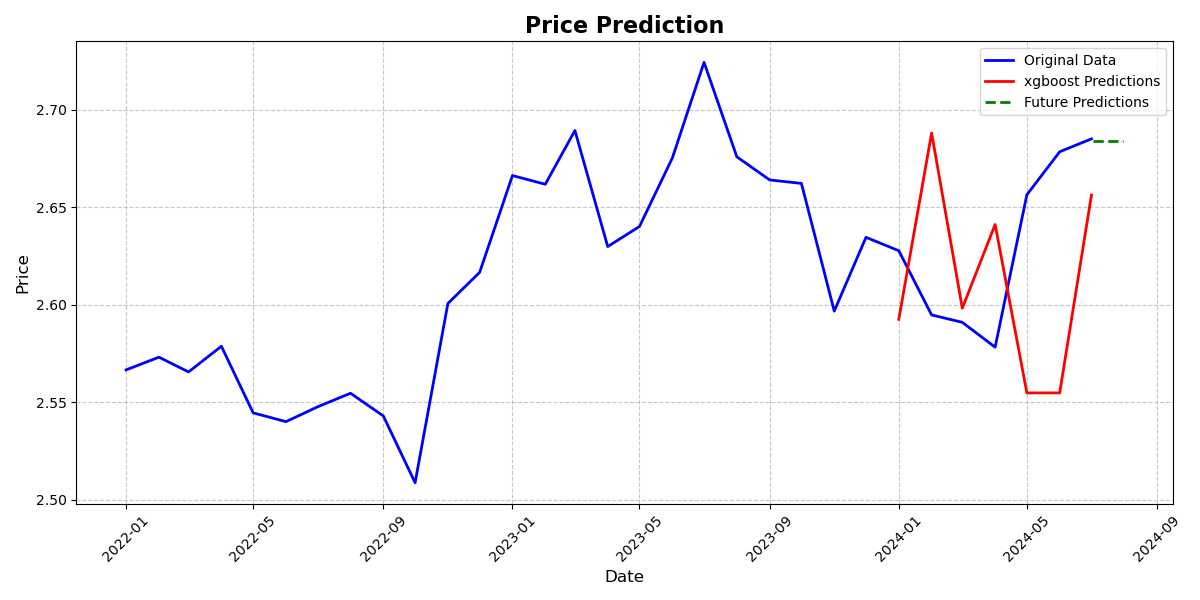 Price Prediction
Original Data
xgboost Predictions
Future Predictions
Price
2.70
2.65
2.60
2.55
2.50
2022-01
2022-05
2022-09
2023-01
2023-05
2023-09
2024-01
2024-05
2024-09
Date